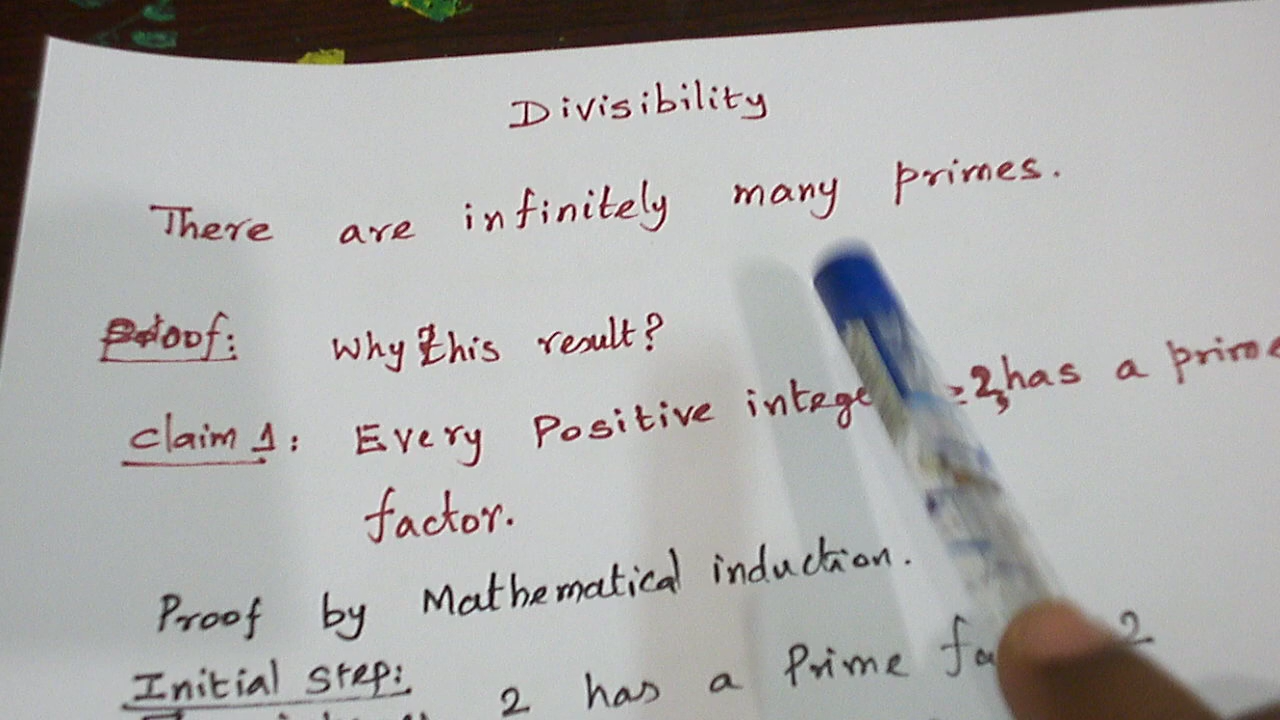 Divisibility
There are infinitely many primes.
Proof: Why this result?
Claim 1: Every Positive 2, has a prime
factor.
Proof by Mathematical induction.
Initial step:
2 has a Prime 2